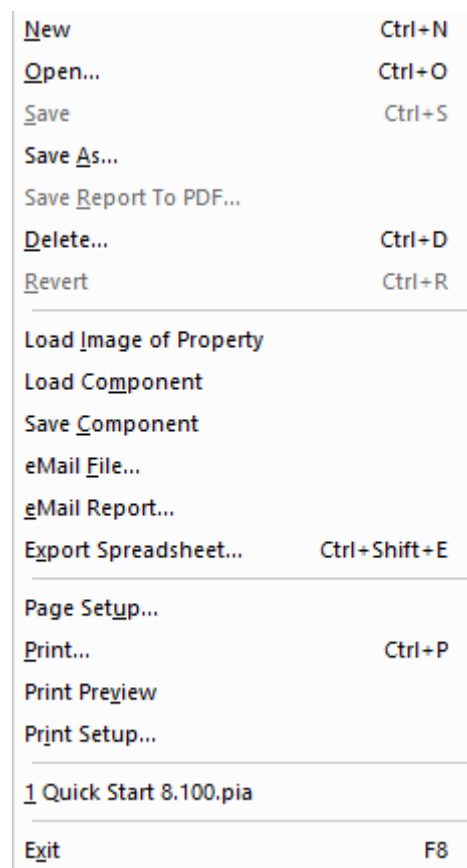 New Ctrl+N
Open... Ctrl+O
Save Ctrl+S
Save As...
Save Report To PDF...
Delete... Ctrl+D
Revert Ctrl+R
Load Image of Property
Load Component
Save Component
eMail File...
eMail Report...
Export Spreadsheet... Ctrl+Shift+E
Page Setup...
Print... Ctrl+P
Print Preview
Print Setup...
1 Quick Start 8.100.pia
Exit F8